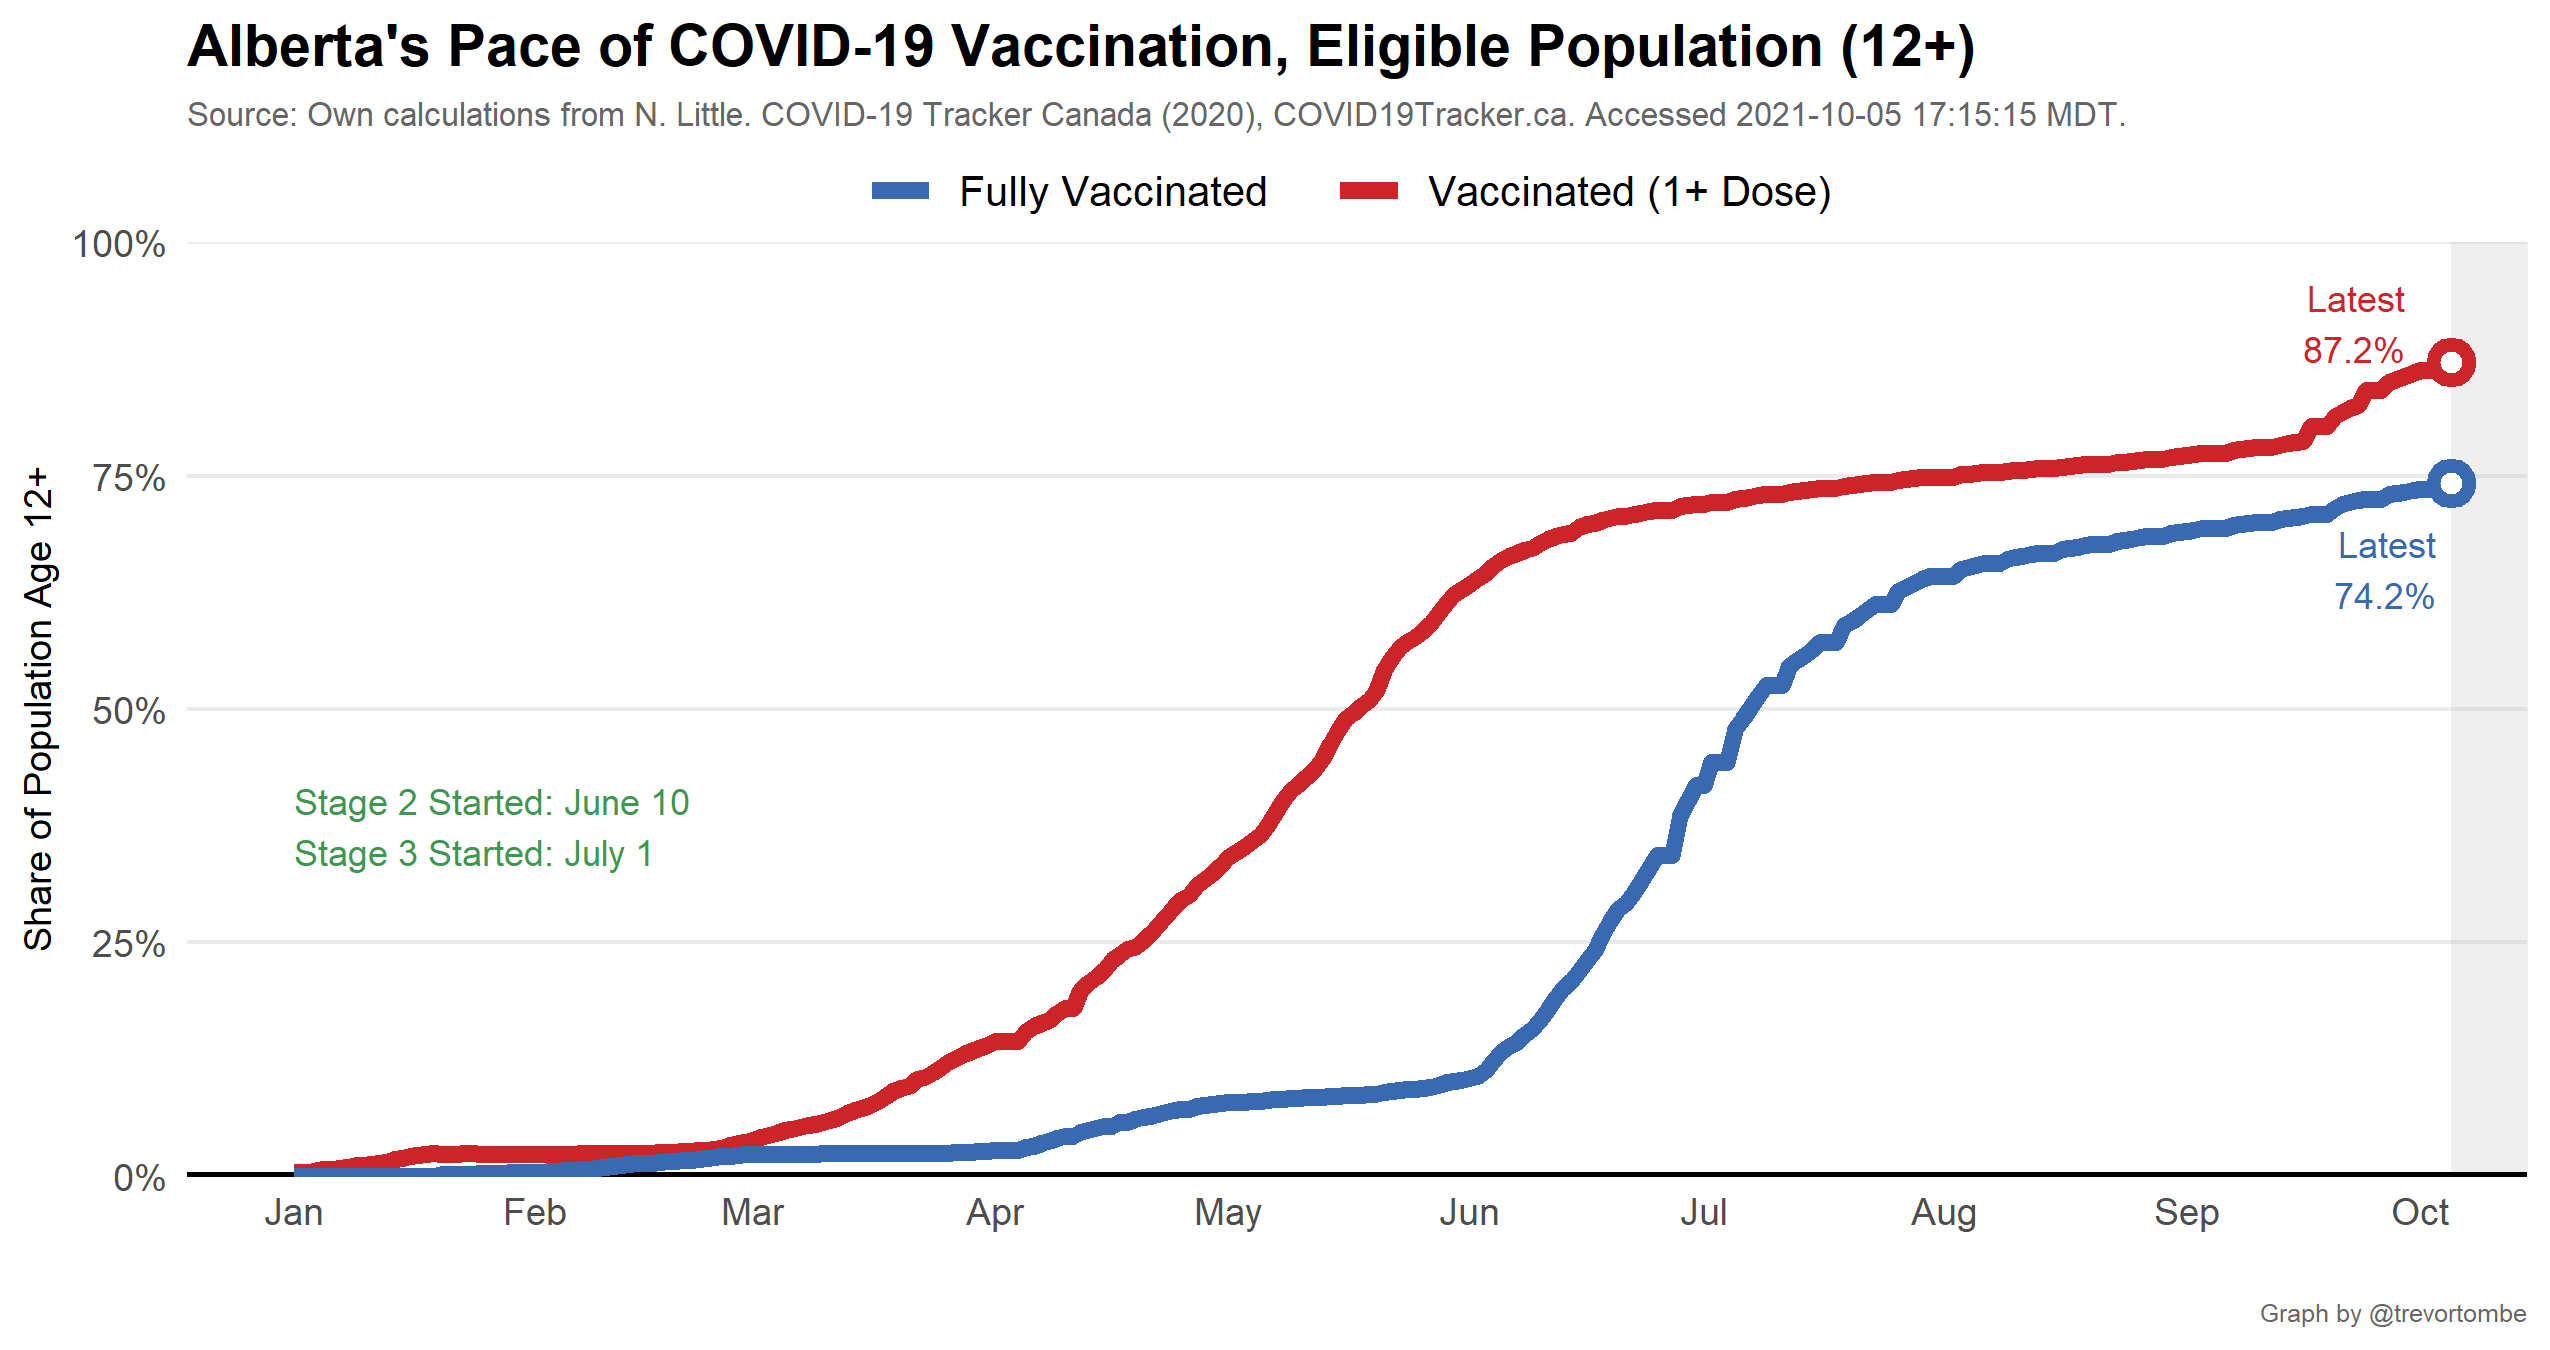 Alberta's Pace of COVID-19 Vaccination, Eligible Population (12+)
Source: Own calculations from N. Little. COVID-19 Tracker Canada (2020), COVID19Tracker.ca. Accessed 2021-10-05 17:15:15 MDT.
Fully Vaccinated
Vaccinated (1+ Dose)
Share of Population Age 12+
100%
75%
50%
25%
0%
Latest
87.2%
Latest
74.2%
Stage 2 Started: June 10
Stage 3 Started: July 1
Jan Feb Mar Apr May Jun Jul Aug Sep Oct
Graph by @trevortombe